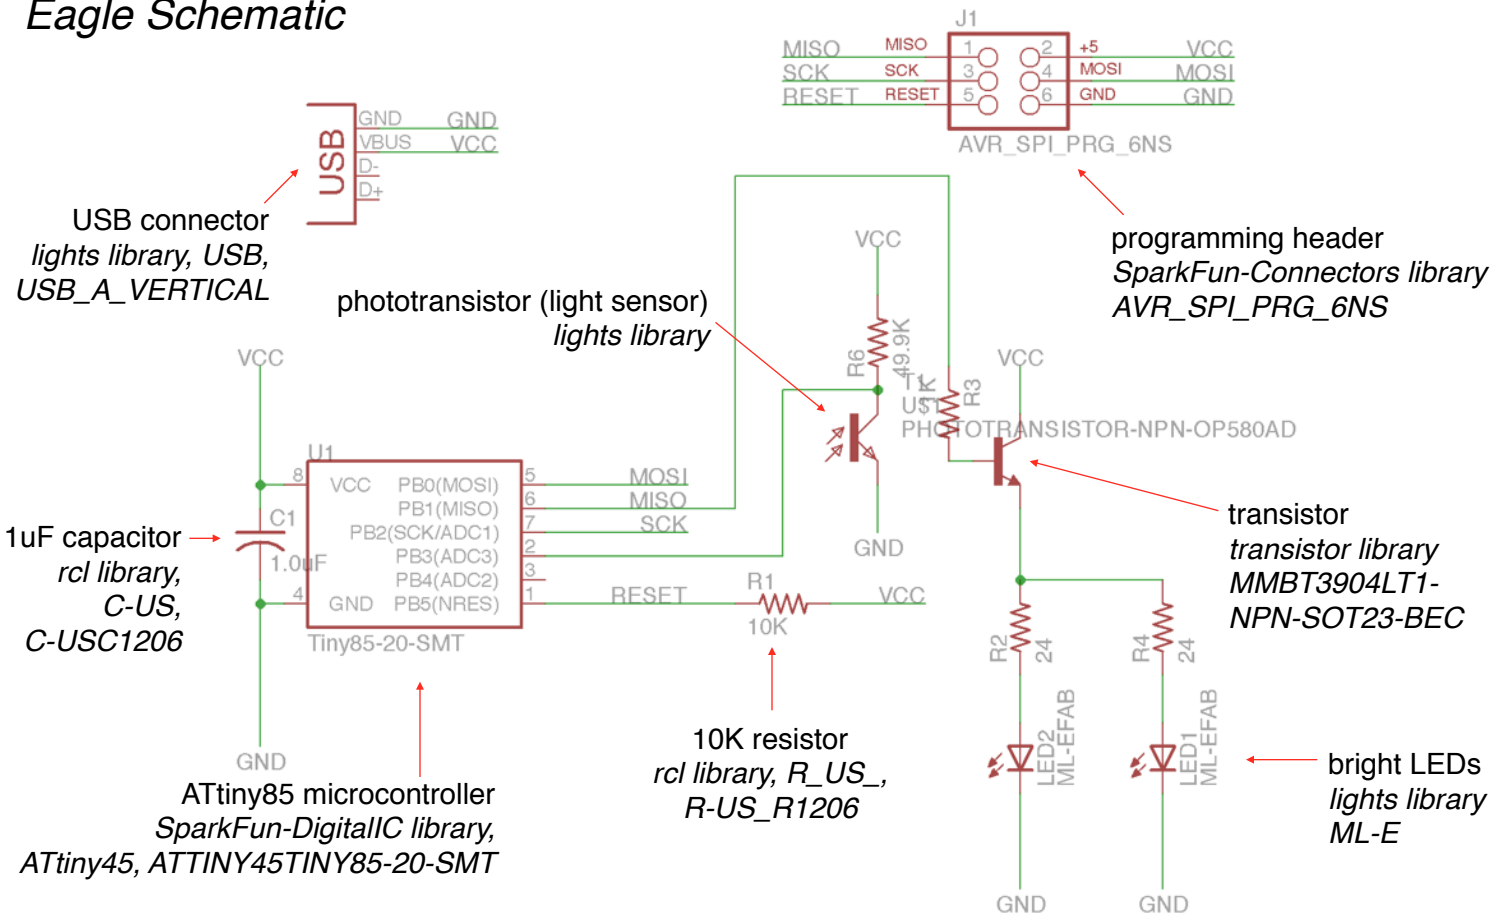 Eagle Schematic
J1
MISO MISO 1 2 +5 VCC
SCK SCK 3 4 MOSI MOSI
RESET RESET 5 6 GND GND
AVR_SPI_PRG_6NS
programming header
SparkFun-Connectors library
AVR_SPI_PRG_6NS
USB
GND GND
VBUS VCC
D-
D+
USB connector
lights library, USB,
USB_A_VERTICAL
phototransistor (light sensor)
lights library
VCC
R6
49.9K
T1
U$1
PHOTOTRANSISTOR-NPN-OP580AD
GND
1K
R3
VCC
transistor
transistor library
MMBT3904LT1-
NPN-SOT23-BEC
VCC
C1
1.0uF
GND
1uF capacitor
rcl library,
C-US,
C-USC1206
U1
8 VCC PB0(MOSI) 5 MOSI
PB1(MISO) 6 MISO
PB2(SCK/ADC1) 7 SCK
PB3(ADC3) 2
PB4(ADC2) 3
4 GND PB5(NRES) 1 RESET
Tiny85-20-SMT
R1
10K
VCC
ATtiny85 microcontroller
SparkFun-DigitalIC library,
ATtiny45, ATTINY45TINY85-20-SMT
10K resistor
rcl library, R_US_,
R-US_R1206
R2
24
R4
24
LED2
ML-EFAB
LED1
ML-EFAB
GND
GND
bright LEDs
lights library
ML-E